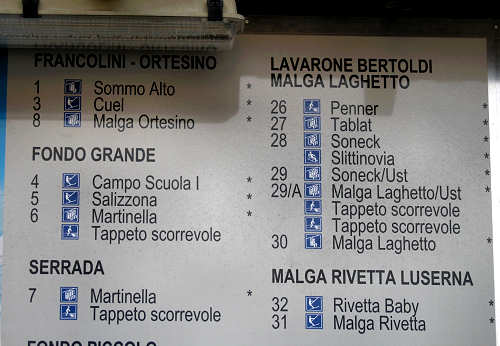 FRANCOLINI - ORTESINO
1 Sommo Alto *
3 Cuel *
8 Malga Ortesino *
FONDO GRANDE
4 Campo Scuola I *
5 Salizzona *
6 Martinella *
Tappeto scorrevole
SERRADA
7 Martinella *
Tappeto scorrevole
FONDO PICCOLO
LAVARONE BERTOLDI
MALGA LAGHETTO
26 Penner *
27 Tablat *
28 Soneck *
Slittinovia *
29 Soneck/Ust *
29/A Malga Laghetto/Ust *
Tappeto scorrevole
Tappeto scorrevole
30 Malga Laghetto *
MALGA RIVETTA LUSERNA
32 Rivetta Baby *
31 Malga Rivetta *